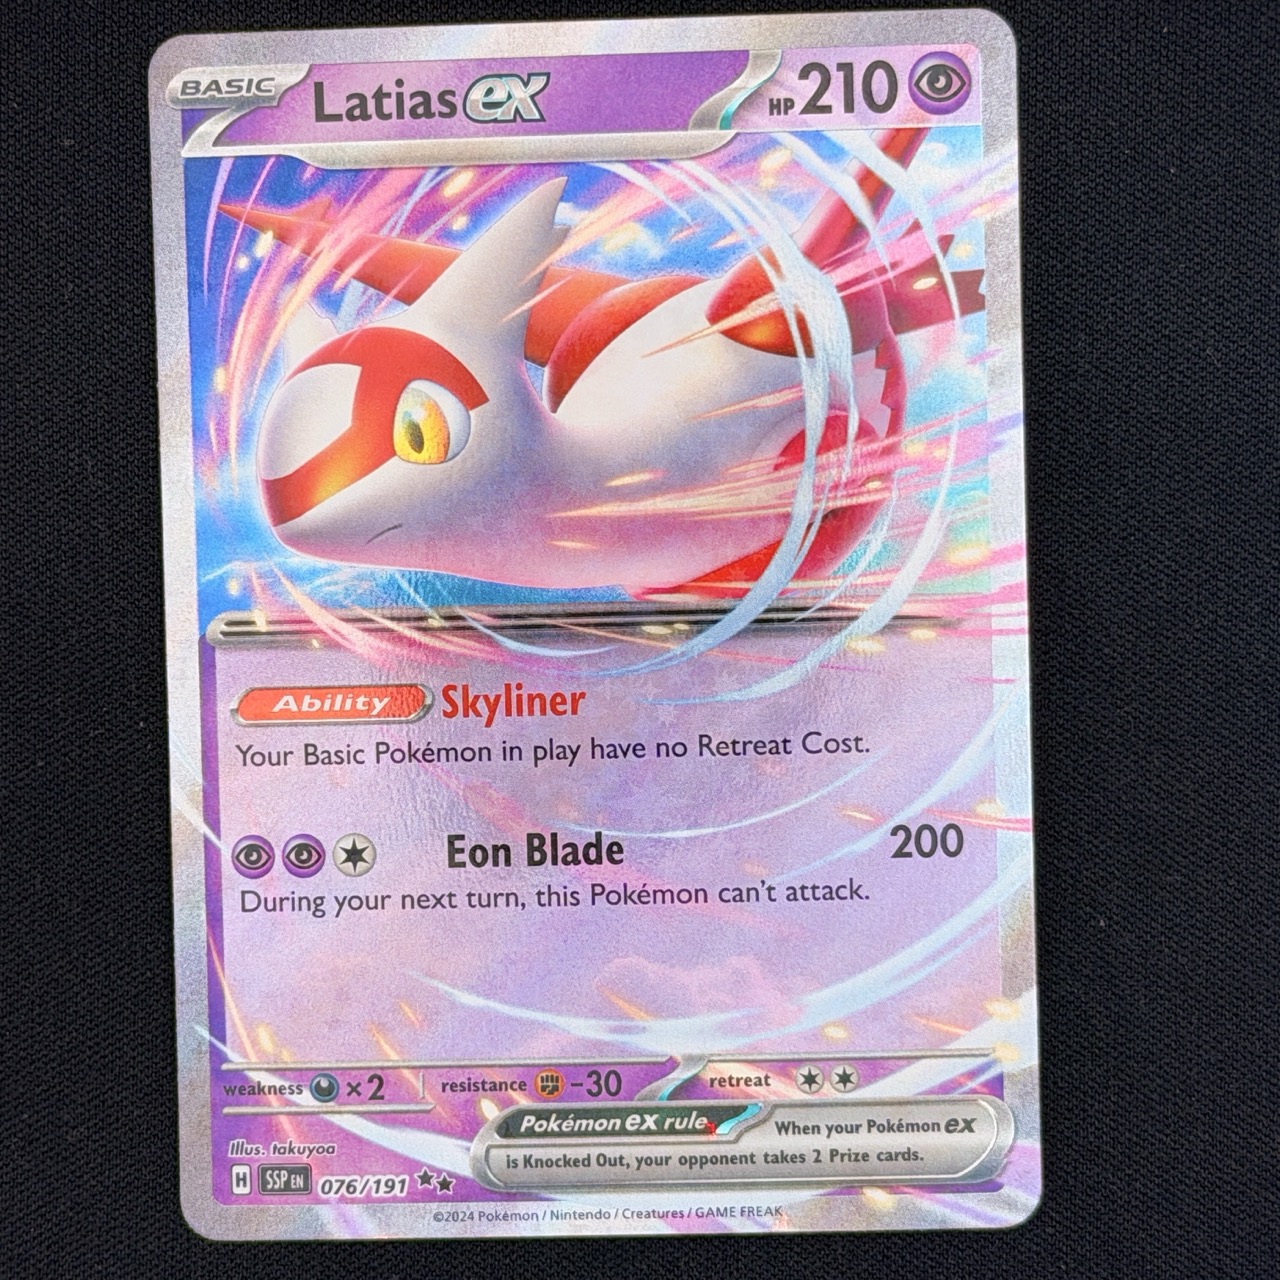 BASIC Latias ex HP 210
Ability Skyliner
Your Basic Pokémon in play have no Retreat Cost.
Eon Blade 200
During your next turn, this Pokémon can't attack.
weakness ×2 resistance -30 retreat
Pokémon ex rule When your Pokémon ex
is Knocked Out, your opponent takes 2 Prize cards.
Illus. takuyoa
H SSP EN 076/191
©2024 Pokémon / Nintendo / Creatures / GAME FREAK